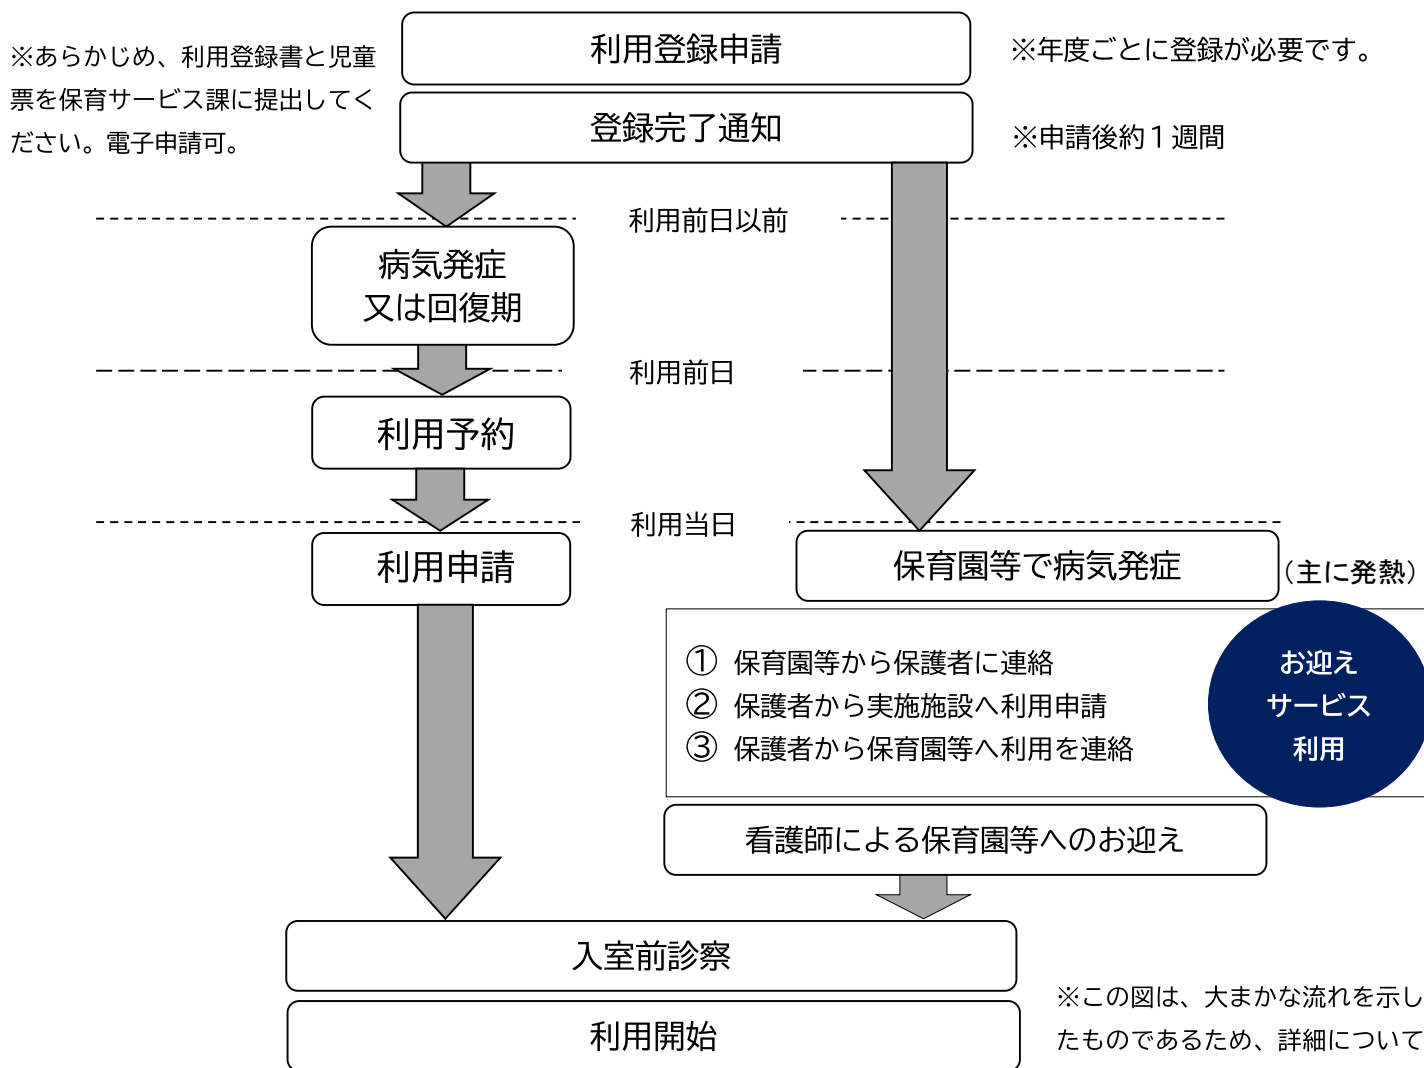 利用登録申請
※あらかじめ、利用登録書と児童
票を保育サービス課に提出してく
ださい。電子申請可。
※年度ごとに登録が必要です。
登録完了通知
※申請後約１週間
利用前日以前
病気発症
又は回復期
利用前日
利用予約
利用当日
利用申請
保育園等で病気発症
（主に発熱）
① 保育園等から保護者に連絡
② 保護者から実施施設へ利用申請
③ 保護者から保育園等へ利用を連絡
お迎え
サービス
利用
看護師による保育園等へのお迎え
入室前診察
利用開始
※この図は、大まかな流れを示し
たものであるため、詳細について